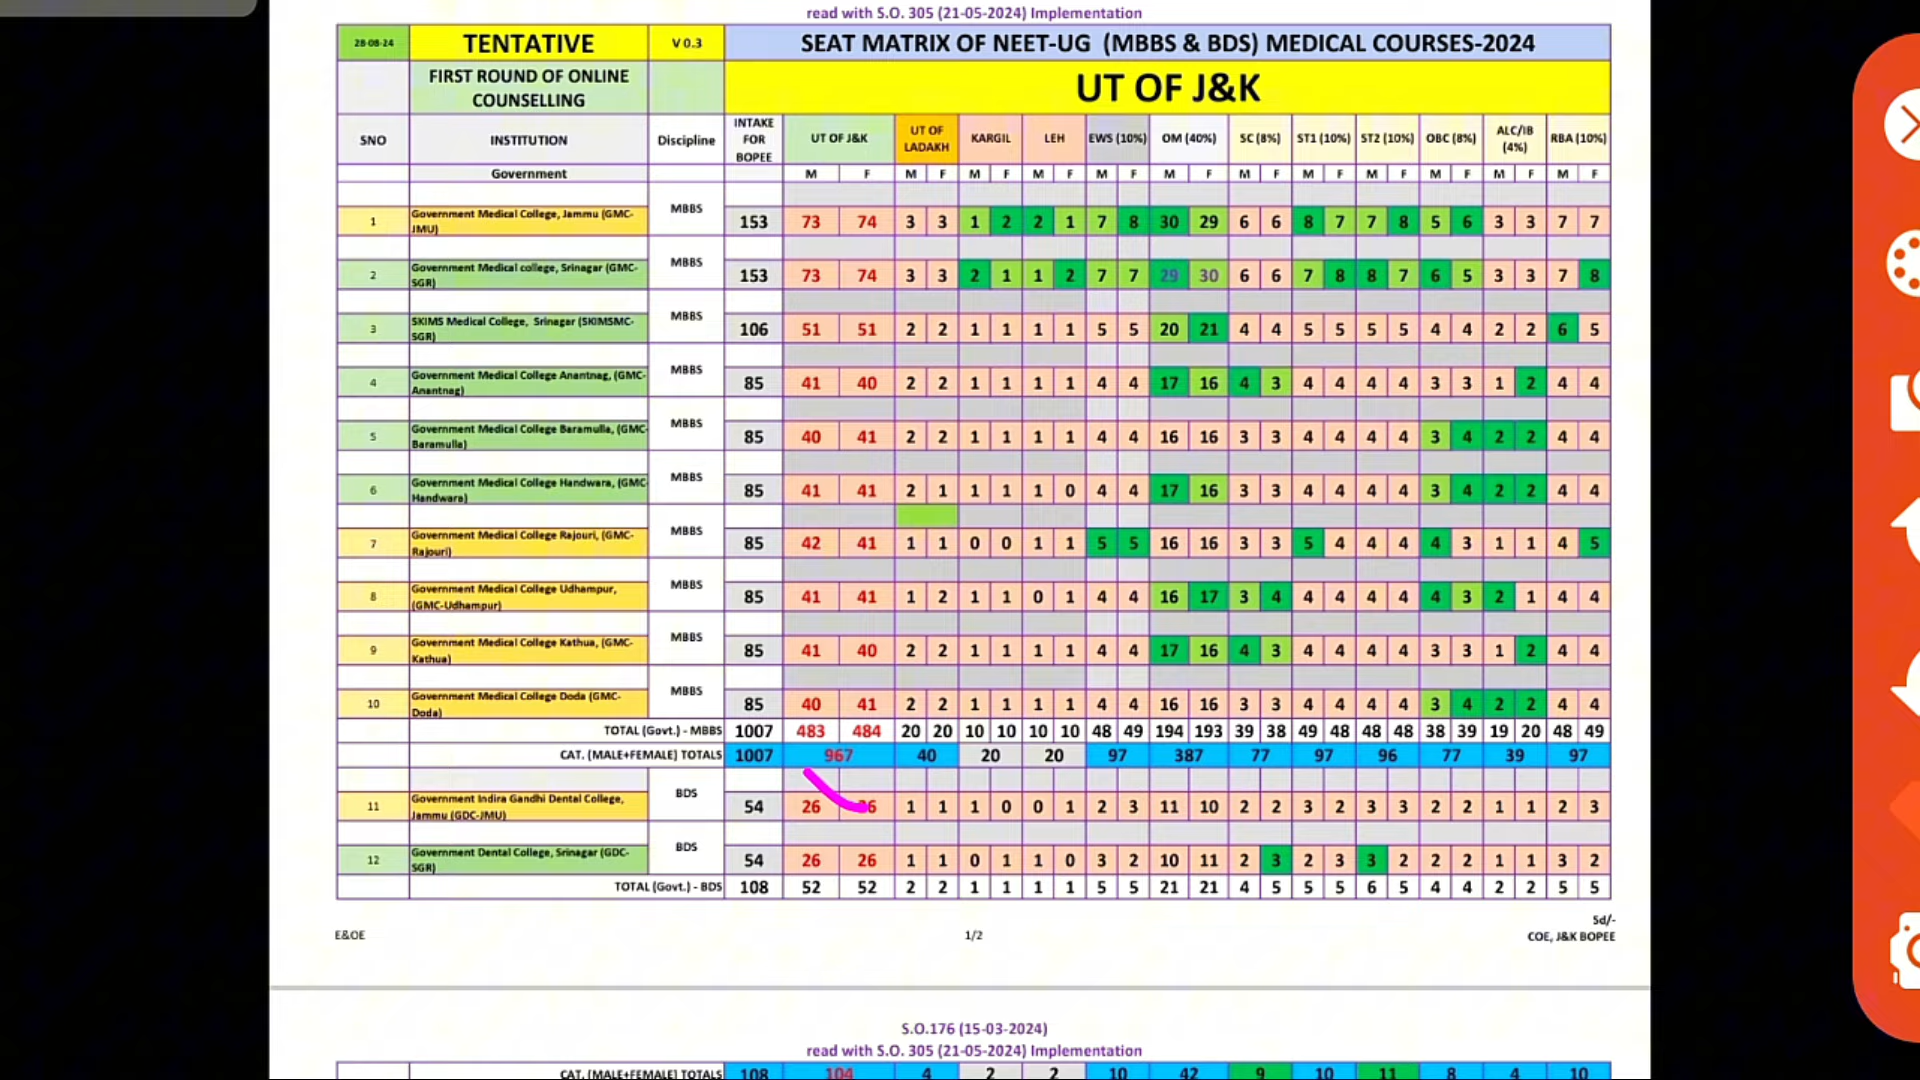 read with S.O. 305 (21-05-2024) Implementation
28-08-24 TENTATIVE V 0.3 SEAT MATRIX OF NEET-UG (MBBS & BDS) MEDICAL COURSES-2024
FIRST ROUND OF ONLINE COUNSELLING UT OF J&K
SNO INSTITUTION Discipline INTAKE FOR BOPEE UT OF J&K UT OF LADAKH KARGIL LEH EWS (10%) OM (40%) SC (8%) ST1 (10%) ST2 (10%) OBC (8%) ALC/IB (4%) RBA (10%)
Government M F M F M F M F M F M F M F M F M F M F M F M F
1 Government Medical College, Jammu (GMC-JMU) MBBS 153 73 74 3 3 1 2 2 1 7 8 30 29 6 6 8 7 7 8 5 6 3 3 7 7
2 Government Medical college, Srinagar (GMC-SGR) MBBS 153 73 74 3 3 2 1 1 2 7 7 29 30 6 6 7 8 8 7 6 5 3 3 7 8
3 SKIMS Medical College, Srinagar (SKIMSMC-SGR) MBBS 106 51 51 2 2 1 1 1 1 5 5 20 21 4 4 5 5 5 5 4 4 2 2 6 5
4 Government Medical College Anantnag, (GMC-Anantnag) MBBS 85 41 40 2 2 1 1 1 1 4 4 17 16 4 3 4 4 4 4 3 3 1 2 4 4
5 Government Medical College Baramulla, (GMC-Baramulla) MBBS 85 40 41 2 2 1 1 1 1 4 4 16 16 3 3 4 4 4 4 3 4 2 2 4 4
6 Government Medical College Handwara, (GMC-Handwara) MBBS 85 41 41 2 1 1 1 1 0 4 4 17 16 3 3 4 4 4 4 3 4 2 2 4 4
7 Government Medical College Rajouri, (GMC-Rajouri) MBBS 85 42 41 1 1 0 0 1 1 5 5 16 16 3 3 5 4 4 4 4 3 1 1 4 5
8 Government Medical College Udhampur, (GMC-Udhampur) MBBS 85 41 41 1 2 1 1 0 1 4 4 16 17 3 4 4 4 4 4 4 3 2 1 4 4
9 Government Medical College Kathua, (GMC-Kathua) MBBS 85 41 40 2 2 1 1 1 1 4 4 17 16 4 3 4 4 4 4 3 3 1 2 4 4
10 Government Medical College Doda (GMC-Doda) MBBS 85 40 41 2 2 1 1 1 1 4 4 16 16 3 3 4 4 4 4 3 4 2 2 4 4
TOTAL (Govt.) - MBBS 1007 483 484 20 20 10 10 10 10 48 49 194 193 39 38 49 48 48 48 38 39 19 20 48 49
CAT. (MALE+FEMALE) TOTALS 1007 967 40 20 20 97 387 77 97 96 77 39 97
11 Government Indira Gandhi Dental College, Jammu (GDC-JMU) BDS 54 26 26 1 1 1 0 0 1 2 3 11 10 2 2 3 2 3 3 2 2 1 1 2 3
12 Government Dental College, Srinagar (GDC-SGR) BDS 54 26 26 1 1 0 1 1 0 3 2 10 11 2 3 2 3 3 2 2 2 1 1 3 2
TOTAL (Govt.) - BDS 108 52 52 2 2 1 1 1 1 5 5 21 21 4 5 5 5 6 5 4 4 2 2 5 5
Sd/-
E&OE 1/2 COE, J&K BOPEE
S.O.176 (15-03-2024)
read with S.O. 305 (21-05-2024) Implementation
CAT. (MALE+FEMALE) TOTALS 108 104 4 2 2 10 42 9 10 11 8 4 10